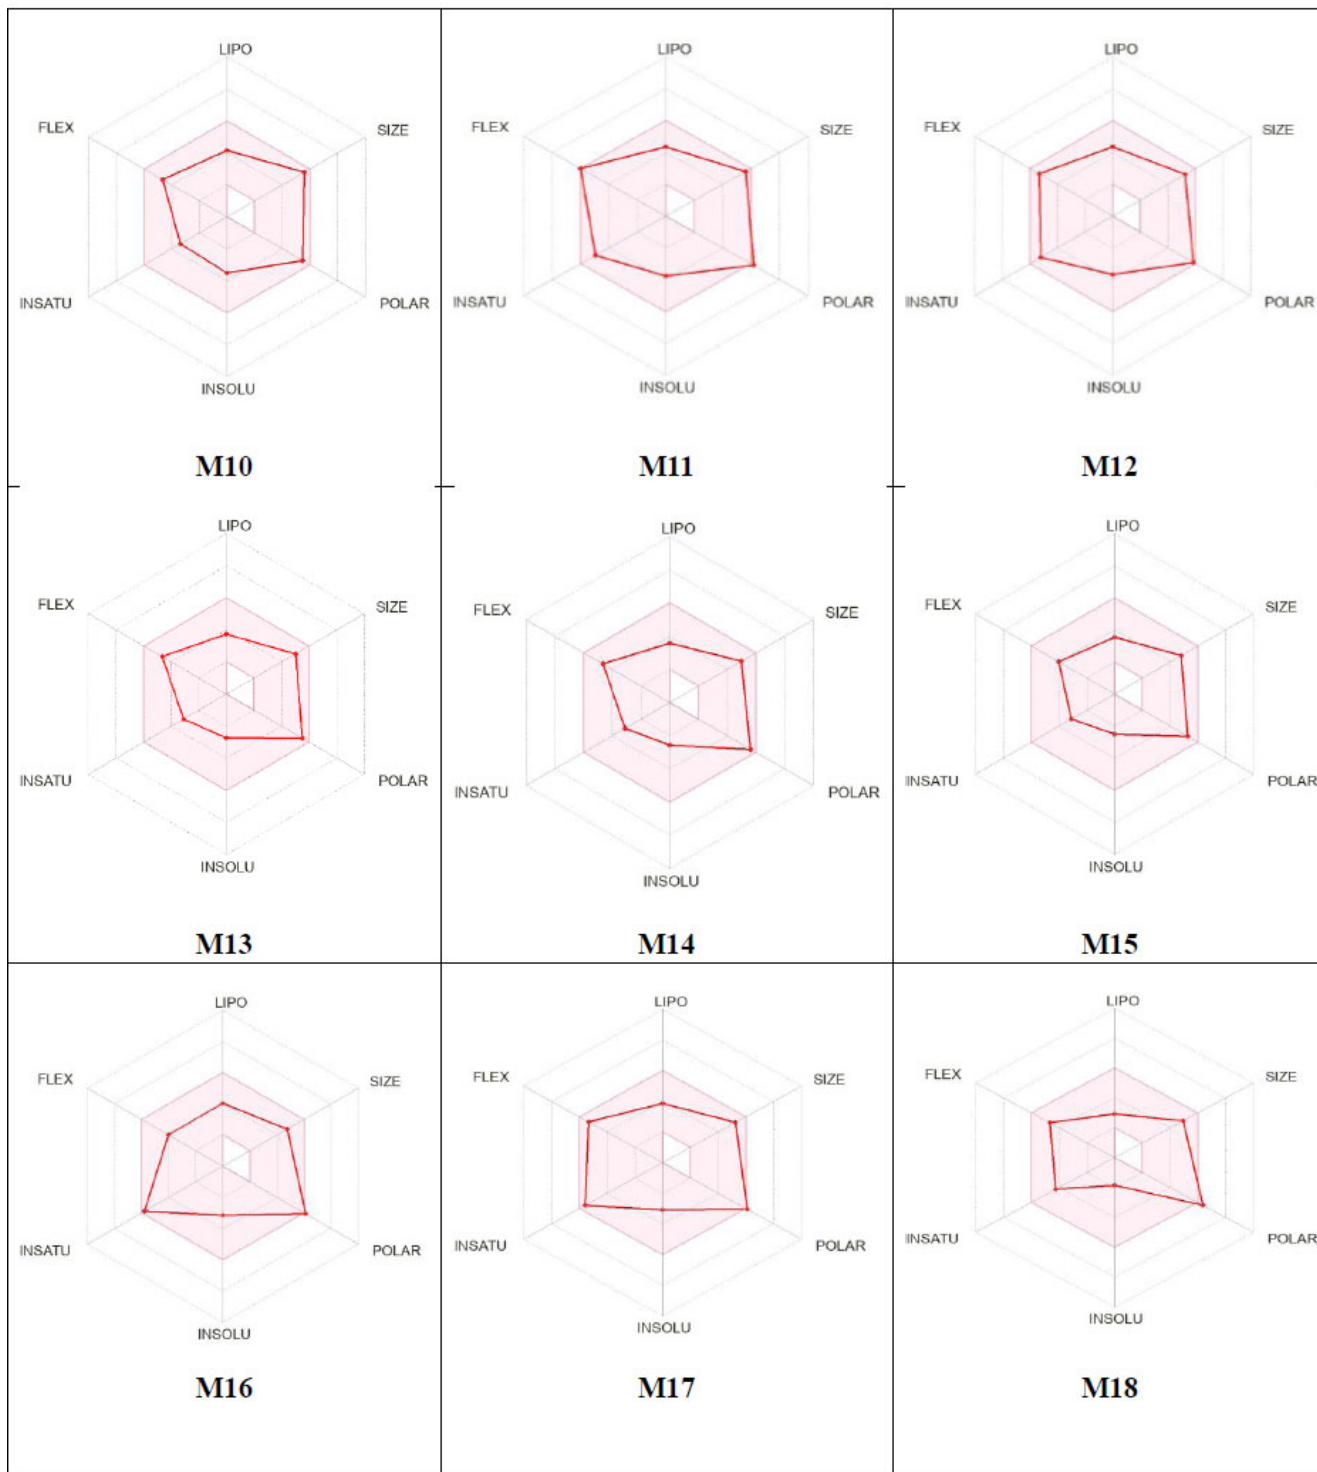 LIPO
FLEX
SIZE
INSATU
POLAR
INSOLU
M10
LIPO
FLEX
SIZE
INSATU
POLAR
INSOLU
M11
LIPO
FLEX
SIZE
INSATU
POLAR
INSOLU
M12
LIPO
FLEX
SIZE
INSATU
POLAR
INSOLU
M13
LIPO
FLEX
SIZE
INSATU
POLAR
INSOLU
M14
LIPO
FLEX
SIZE
INSATU
POLAR
INSOLU
M15
LIPO
FLEX
SIZE
INSATU
POLAR
INSOLU
M16
LIPO
FLEX
SIZE
INSATU
POLAR
INSOLU
M17
LIPO
FLEX
SIZE
INSATU
POLAR
INSOLU
M18